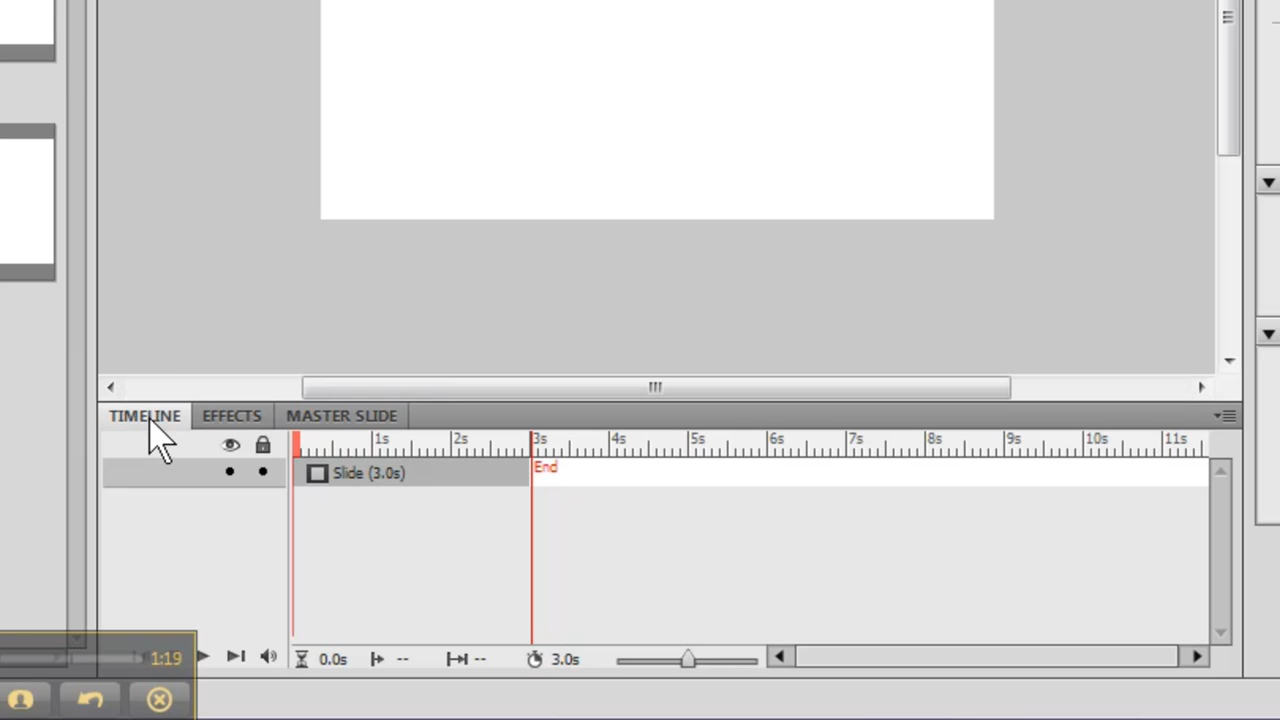 TIMELINE EFFECTS MASTER SLIDE
1s 2s 3s 4s 5s 6s 7s 8s 9s 10s 11s
Slide (3.0s) End
1:19 0.0s -- -- 3.0s